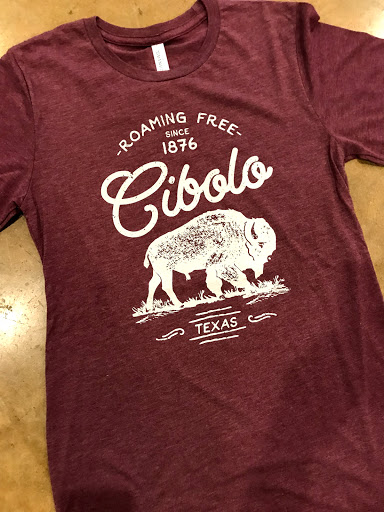 -ROAMING FREE-
SINCE
1876
Cibolo
TEXAS